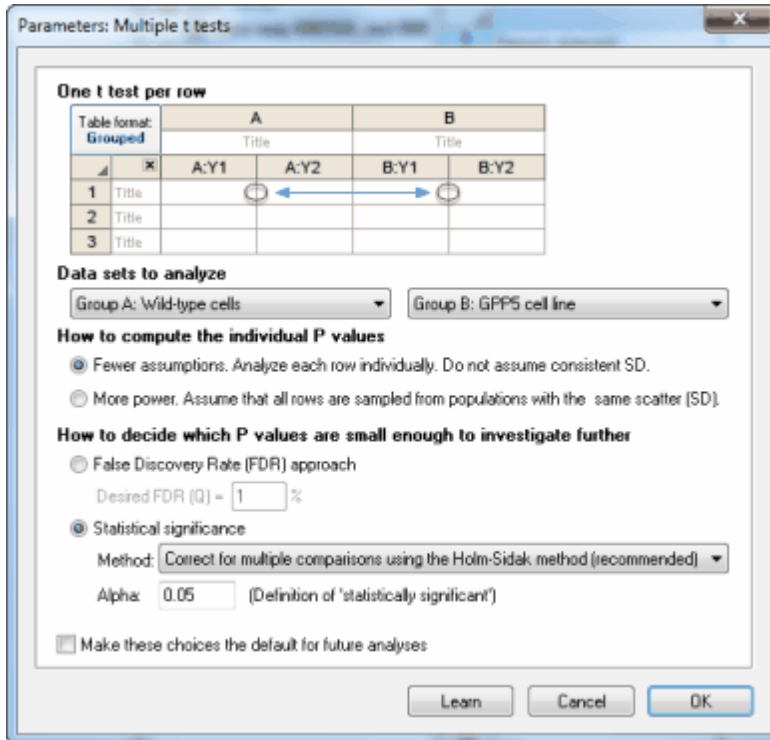 Parameters: Multiple t tests
One t test per row
Table format: Grouped
A
B
Title
Title
A:Y1 A:Y2 B:Y1 B:Y2
1 Title
2 Title
3 Title
Data sets to analyze
Group A: Wild-type cells Group B: GPP5 cell line
How to compute the individual P values
Fewer assumptions. Analyze each row individually. Do not assume consistent SD.
More power. Assume that all rows are sampled from populations with the same scatter (SD).
How to decide which P values are small enough to investigate further
False Discovery Rate (FDR) approach
Desired FDR (Q) = 1 %
Statistical significance
Method: Correct for multiple comparisons using the Holm-Sidak method (recommended)
Alpha: 0.05 (Definition of 'statistically significant')
Make these choices the default for future analyses
Learn Cancel OK